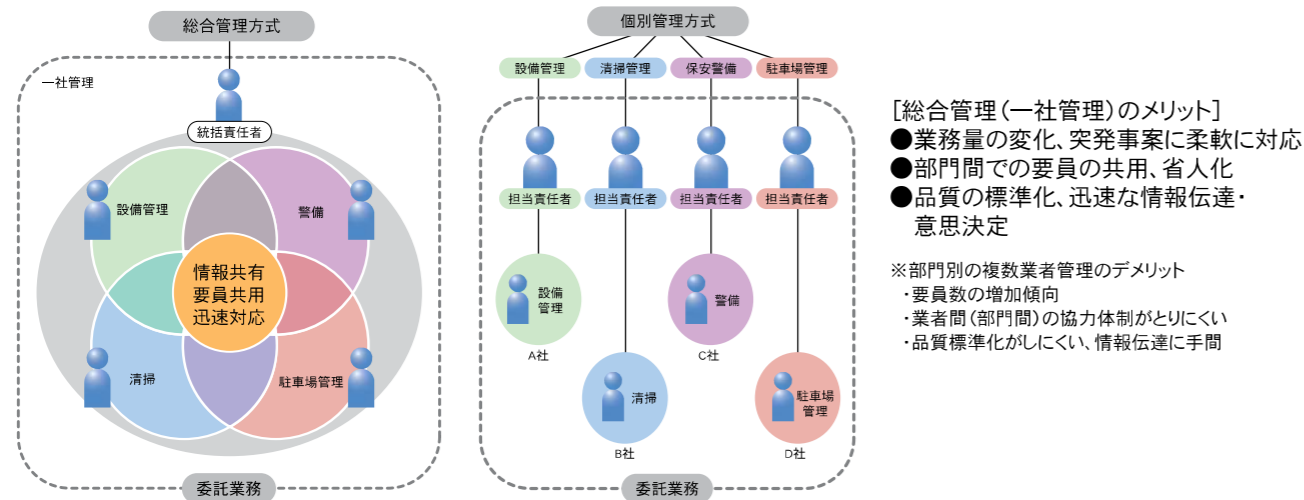 総合管理方式
一社管理
統括責任者
設備管理
警備
情報共有
要員共用
迅速対応
清掃
駐車場管理
委託業務
個別管理方式
設備管理
清掃管理
保安警備
駐車場管理
担当責任者
担当責任者
担当責任者
担当責任者
設備
管理
A社
警備
C社
清掃
B社
駐車場
管理
D社
委託業務
[総合管理(一社管理)のメリット]
●業務量の変化、突発事案に柔軟に対応
●部門間での要員の共用、省人化
●品質の標準化、迅速な情報伝達・
意思決定
※部門別の複数業者管理のデメリット
・要員数の増加傾向
・業者間(部門間)の協力体制がとりにくい
・品質標準化がしにくい、情報伝達に手間